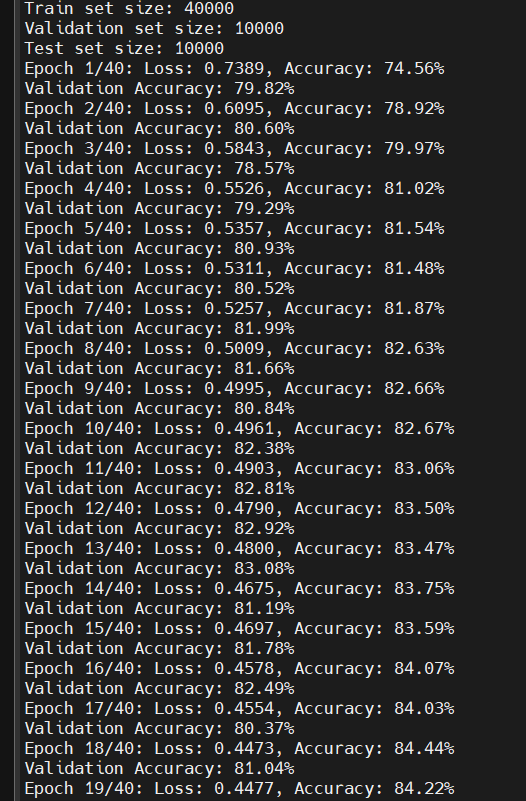 Train set size: 40000
Validation set size: 10000
Test set size: 10000
Epoch 1/40: Loss: 0.7389, Accuracy: 74.56%
Validation Accuracy: 79.82%
Epoch 2/40: Loss: 0.6095, Accuracy: 78.92%
Validation Accuracy: 80.60%
Epoch 3/40: Loss: 0.5843, Accuracy: 79.97%
Validation Accuracy: 78.57%
Epoch 4/40: Loss: 0.5526, Accuracy: 81.02%
Validation Accuracy: 79.29%
Epoch 5/40: Loss: 0.5357, Accuracy: 81.54%
Validation Accuracy: 80.93%
Epoch 6/40: Loss: 0.5311, Accuracy: 81.48%
Validation Accuracy: 80.52%
Epoch 7/40: Loss: 0.5257, Accuracy: 81.87%
Validation Accuracy: 81.99%
Epoch 8/40: Loss: 0.5009, Accuracy: 82.63%
Validation Accuracy: 81.66%
Epoch 9/40: Loss: 0.4995, Accuracy: 82.66%
Validation Accuracy: 80.84%
Epoch 10/40: Loss: 0.4961, Accuracy: 82.67%
Validation Accuracy: 82.38%
Epoch 11/40: Loss: 0.4903, Accuracy: 83.06%
Validation Accuracy: 82.81%
Epoch 12/40: Loss: 0.4790, Accuracy: 83.50%
Validation Accuracy: 82.92%
Epoch 13/40: Loss: 0.4800, Accuracy: 83.47%
Validation Accuracy: 83.08%
Epoch 14/40: Loss: 0.4675, Accuracy: 83.75%
Validation Accuracy: 81.19%
Epoch 15/40: Loss: 0.4697, Accuracy: 83.59%
Validation Accuracy: 81.78%
Epoch 16/40: Loss: 0.4578, Accuracy: 84.07%
Validation Accuracy: 82.49%
Epoch 17/40: Loss: 0.4554, Accuracy: 84.03%
Validation Accuracy: 80.37%
Epoch 18/40: Loss: 0.4473, Accuracy: 84.44%
Validation Accuracy: 81.04%
Epoch 19/40: Loss: 0.4477, Accuracy: 84.22%